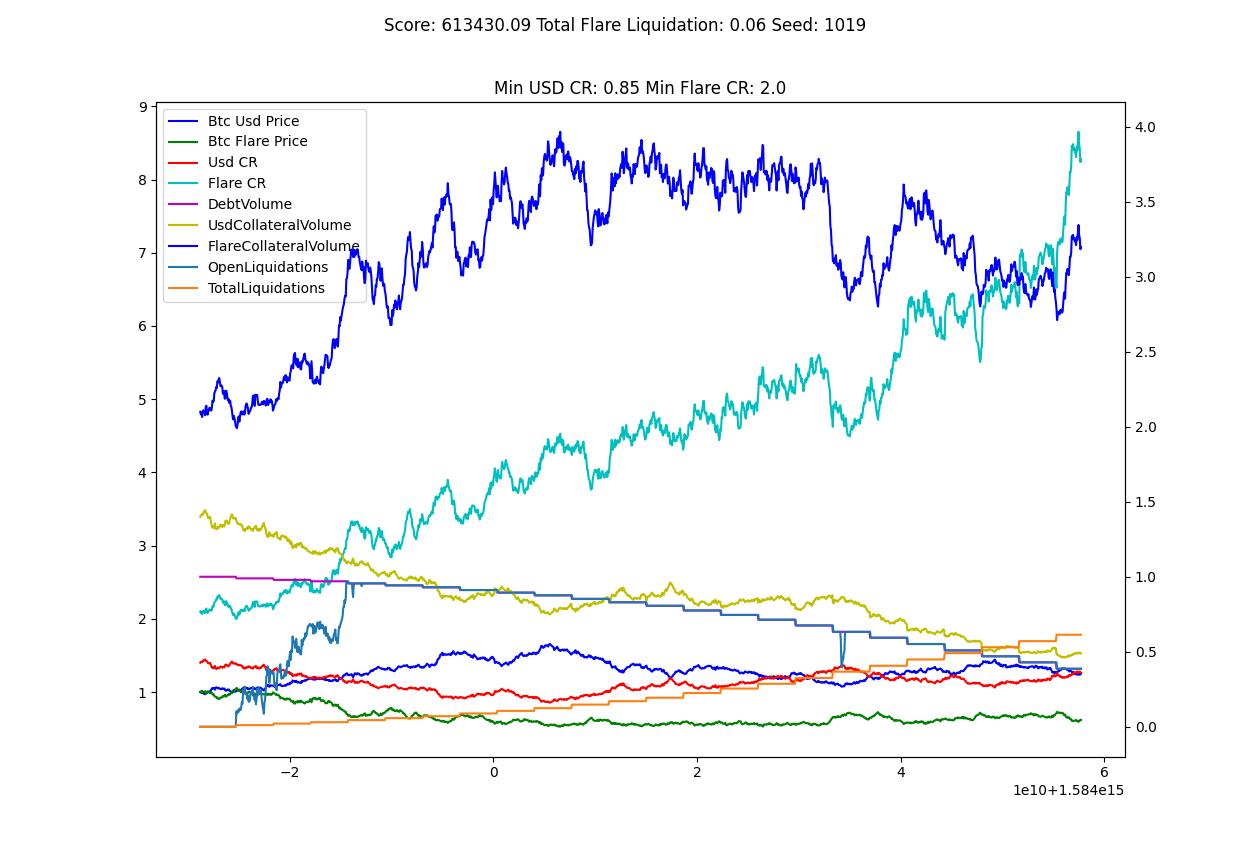 Score: 613430.09 Total Flare Liquidation: 0.06 Seed: 1019
Min USD CR: 0.85 Min Flare CR: 2.0
Btc Usd Price
Btc Flare Price
Usd CR
Flare CR
DebtVolume
UsdCollateralVolume
FlareCollateralVolume
OpenLiquidations
TotalLiquidations
9
8
7
6
5
4
3
2
1
4.0
3.5
3.0
2.5
2.0
1.5
1.0
0.5
0.0
−2 0 2 4 6
1e10+1.584e15